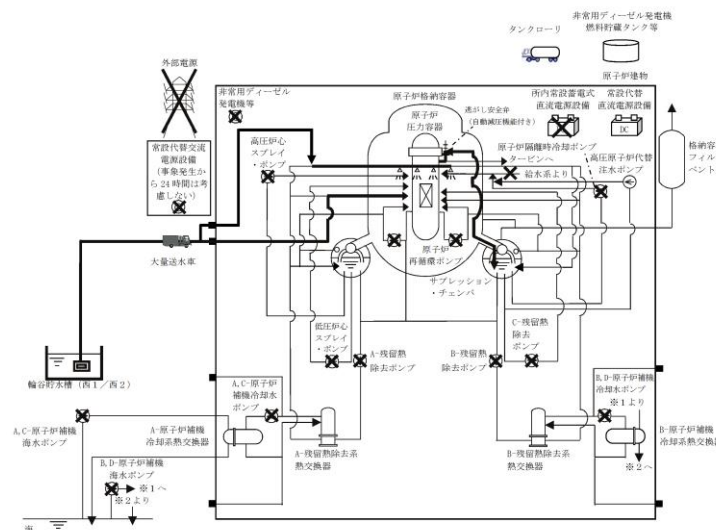 タンクローリ
非常用ディーゼル発電機
燃料貯蔵タンク等
外部電源
常設代替交流
電源設備
(事象発生か
ら24時間は考
慮しない)
非常用ディーゼル
発電機等
原子炉建物
所内常設蓄電式
直流電源設備
常設代替
直流電源設備
DC
原子炉格納容器
原子炉
圧力容器
逃がし安全弁
(自動減圧機能付き)
高圧炉心
スプレイ
・ポンプ
原子炉隔離時冷却ポンプ
タービンへ
給水系より
高圧原子炉代替
注水ポンプ
格納容
フィル
ベント
大量送水車
原子炉
再循環ポンプ
サプレッション
・チェンバ
輪谷貯水槽(西1/西2)
低圧炉心
スプレイ
・ポンプ
A-残留熱
除去ポンプ
B-残留熱
除去ポンプ
C-残留熱
除去
ポンプ
A,C-原子炉
補機冷却水
ポンプ
B,D-原子炉補機
冷却水ポンプ
※1より
A,C-原子炉補機
海水ポンプ
A-原子炉補機
冷却系熱交換器
B-原子炉補機
冷却系熱交換
※2へ
A-残留熱除去系
熱交換器
B-残留熱除去系
熱交換器
B,D-原子炉補機
海水ポンプ
※1へ
※2より
海